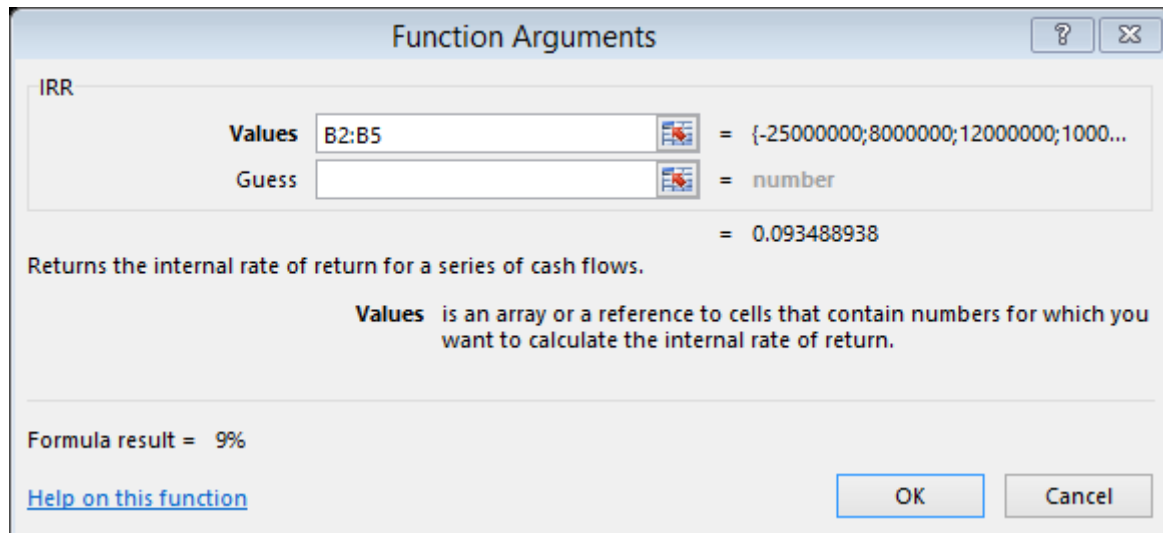 Function Arguments
IRR
Values B2:B5 = {-25000000;8000000;12000000;1000...
Guess = number
= 0.093488938
Returns the internal rate of return for a series of cash flows.
Values is an array or a reference to cells that contain numbers for which you
want to calculate the internal rate of return.
Formula result = 9%
Help on this function OK Cancel